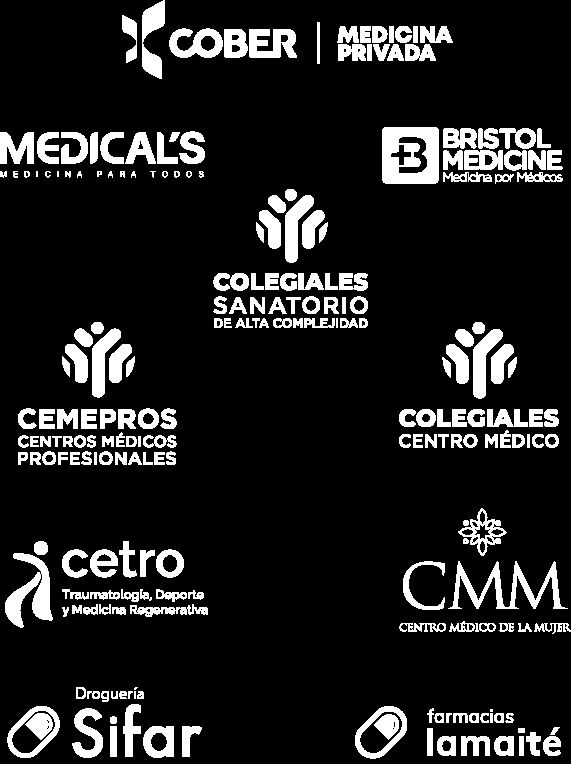 COBER
MEDICINA
PRIVADA
MEDICAL'S
MEDICINA PARA TODOS
B
BRISTOL
MEDICINE
Medicina por Médicos
COLEGIALES
SANATORIO
DE ALTA COMPLEJIDAD
CEMEPROS
CENTROS MÉDICOS
PROFESIONALES
COLEGIALES
CENTRO MÉDICO
cetro
Traumatología, Deporte
y Medicina Regenerativa
CMM
CENTRO MÉDICO DE LA MUJER
Droguería
Sifar
farmacias
lamaité